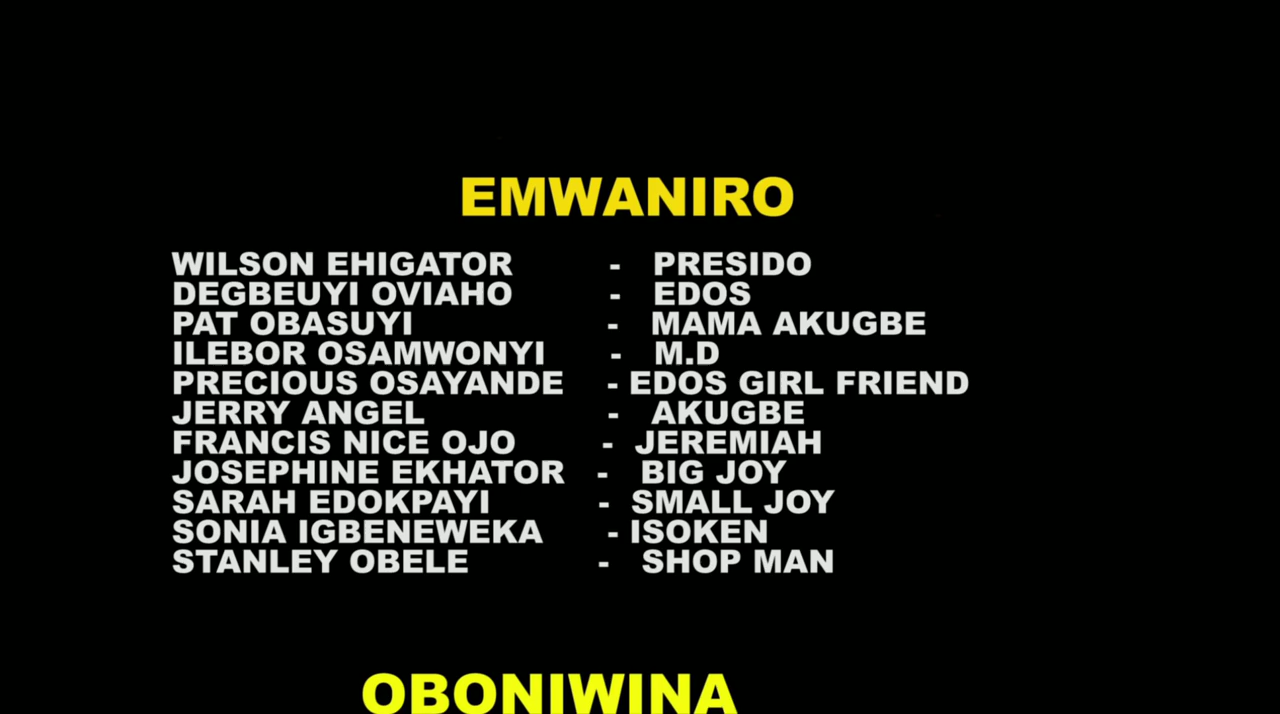 EMWANIRO
WILSON EHIGATOR - PRESIDO
DEGBEUYI OVIAHO - EDOS
PAT OBASUYI - MAMA AKUGBE
ILEBOR OSAMWONYI - M.D
PRECIOUS OSAYANDE - EDOS GIRL FRIEND
JERRY ANGEL - AKUGBE
FRANCIS NICE OJO - JEREMIAH
JOSEPHINE EKHATOR - BIG JOY
SARAH EDOKPAYI - SMALL JOY
SONIA IGBENEWEKA - ISOKEN
STANLEY OBELE - SHOP MAN
OBONIWINA